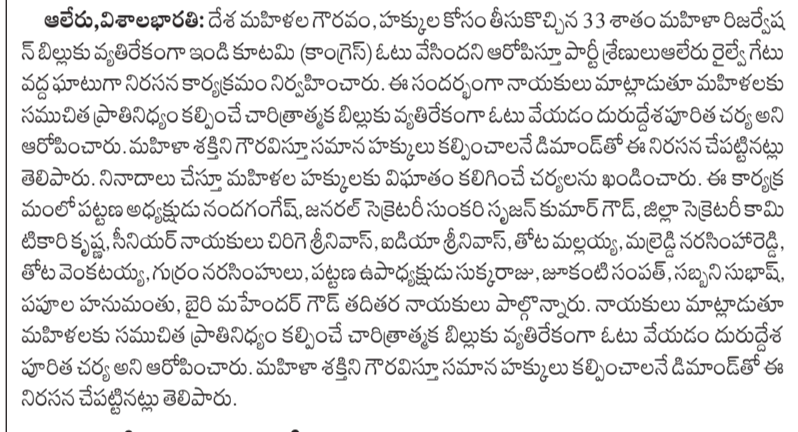 ఆలేరు,విశాలభారతి: దేశ మహిళల గౌరవం, హక్కుల కోసం తీసుకొచ్చిన 33 శాతం మహిళా రిజర్వేష
న్ బిల్లుకు వ్యతిరేకంగా ఇండి కూటమి (కాంగ్రెస్) ఓటు వేసిందని ఆరోపిస్తూ పార్టీ శ్రేణులుఆలేరు రైల్వే గేటు
వద్ద ఘాటుగా నిరసన కార్యక్రమం నిర్వహించారు. ఈ సందర్భంగా నాయకులు మాట్లాడుతూ మహిళలకు
సముచిత ప్రాతినిధ్యం కల్పించే చారిత్రాత్మక బిల్లుకు వ్యతిరేకంగా ఓటు వేయడం దురుద్దేశపూరిత చర్య అని
ఆరోపించారు. మహిళా శక్తిని గౌరవిస్తూ సమాన హక్కులు కల్పించాలనే డిమాండ్‌తో ఈ నిరసన చేపట్టినట్లు
తెలిపారు. నినాదాలు చేస్తూ మహిళల హక్కులకు విఘాతం కలిగించే చర్యలను ఖండించారు. ఈ కార్యక్ర
మంలో పట్టణ అధ్యక్షుడు నందగంగేష్, జనరల్ సెక్రెటరీ సుంకరి సృజన్ కుమార్ గౌడ్, జిల్లా సెక్రెటరీ కామి
టికారి కృష్ణ, సీనియర్ నాయకులు చిరిగె శ్రీనివాస్, ఐడియా శ్రీనివాస్, తోట మల్లయ్య, మల్రెడ్డి నరసింహారెడ్డి,
తోట వెంకటయ్య, గుర్రం నరసింహులు, పట్టణ ఉపాధ్యక్షుడు సుక్కరాజు, జూకంటి సంపత్, సబ్బని సుభాష్,
పపూల హనుమంతు, బైరి మహేందర్ గౌడ్ తదితర నాయకులు పాల్గొన్నారు. నాయకులు మాట్లాడుతూ
మహిళలకు సముచిత ప్రాతినిధ్యం కల్పించే చారిత్రాత్మక బిల్లుకు వ్యతిరేకంగా ఓటు వేయడం దురుద్దేశ
పూరిత చర్య అని ఆరోపించారు. మహిళా శక్తిని గౌరవిస్తూ సమాన హక్కులు కల్పించాలనే డిమాండ్‌తో ఈ
నిరసన చేపట్టినట్లు తెలిపారు.